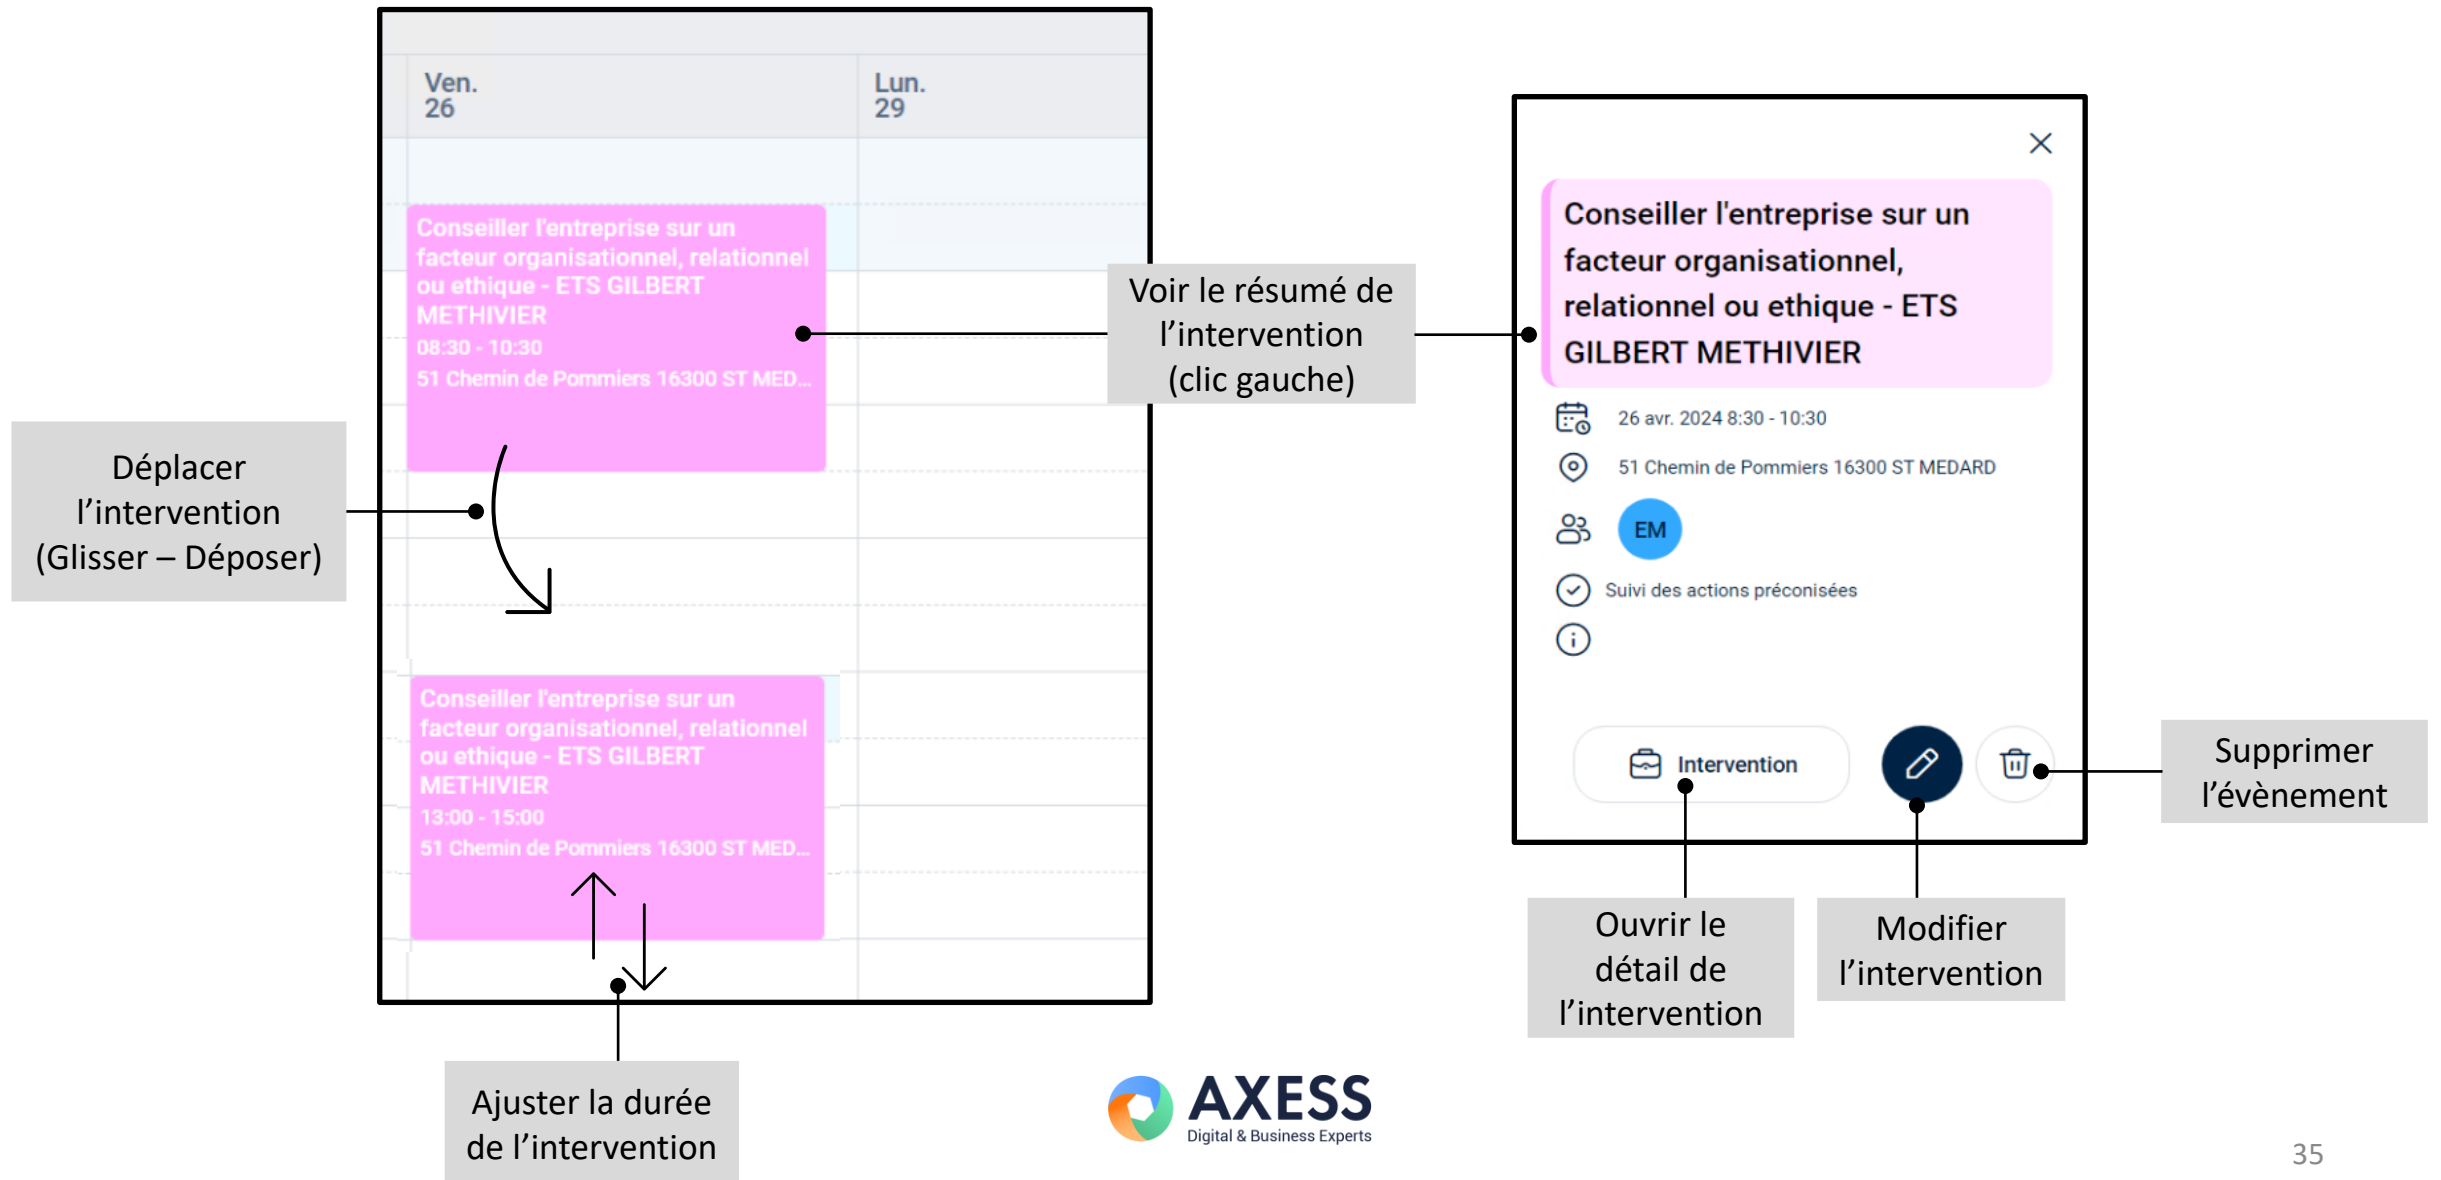 Ven.
26
Lun.
29
Conseiller l'entreprise sur un
facteur organisationnel, relationnel
ou ethique - ETS GILBERT
METHIVIER
08:30 - 10:30
51 Chemin de Pommiers 16300 ST MED...
Conseiller l'entreprise sur un
facteur organisationnel, relationnel
ou ethique - ETS GILBERT
METHIVIER
13:00 - 15:00
51 Chemin de Pommiers 16300 ST MED...
Déplacer
l’intervention
(Glisser – Déposer)
Ajuster la durée
de l’intervention
Voir le résumé de
l’intervention
(clic gauche)
Conseiller l'entreprise sur un
facteur organisationnel,
relationnel ou ethique - ETS
GILBERT METHIVIER
26 avr. 2024 8:30 - 10:30
51 Chemin de Pommiers 16300 ST MEDARD
EM
Suivi des actions préconisées
Intervention
Supprimer
l’évènement
Ouvrir le
détail de
l’intervention
Modifier
l’intervention
AXESS
Digital & Business Experts
35